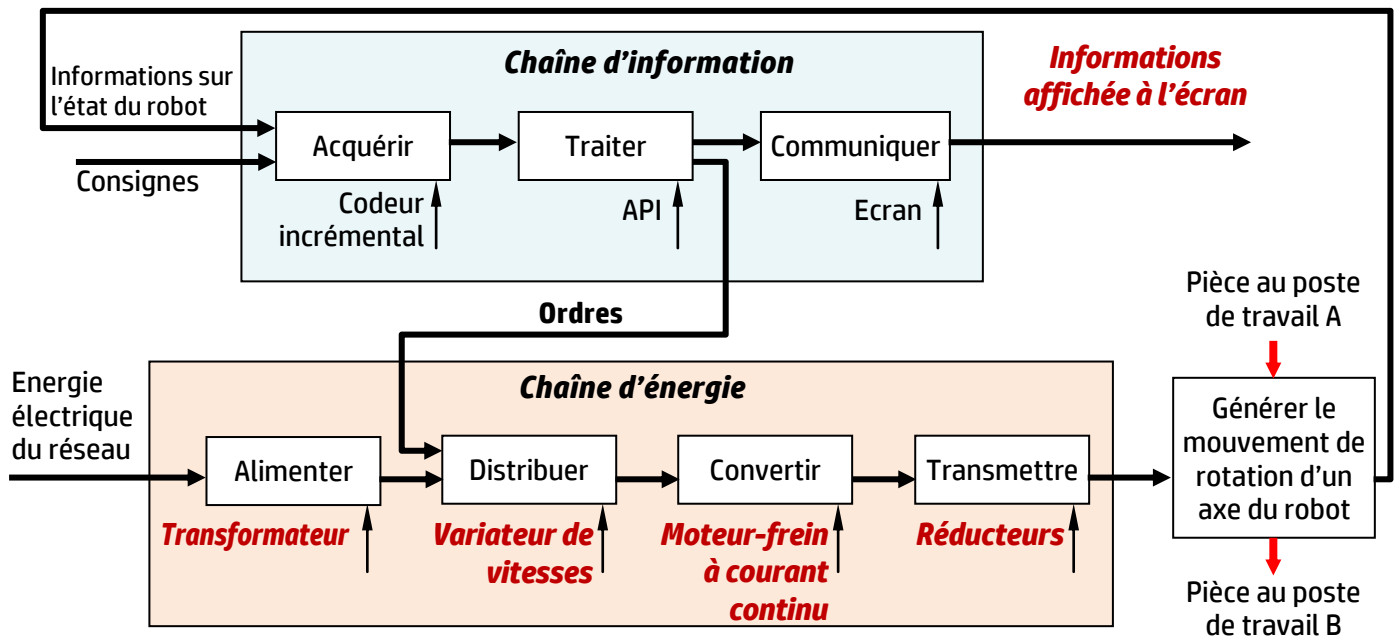 Chaîne d'information
Informations
affichée à l'écran
Informations sur
l'état du robot
Acquérir
Traiter
Communiquer
Consignes
Codeur
incrémental
API
Ecran
Ordres
Pièce au poste
de travail A
Chaîne d'énergie
Energie
électrique
du réseau
Alimenter
Distribuer
Convertir
Transmettre
Générer le
mouvement de
rotation d'un
axe du robot
Transformateur
Variateur de
vitesses
Moteur-frein
à courant
continu
Réducteurs
Pièce au poste
de travail B